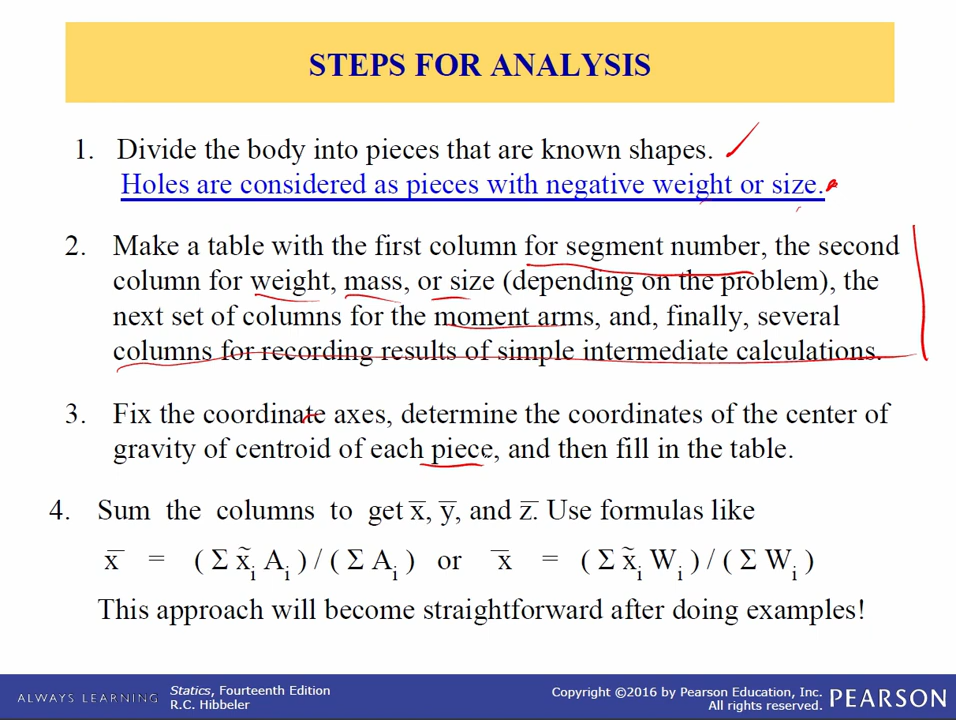 STEPS FOR ANALYSIS
1. Divide the body into pieces that are known shapes.
Holes are considered as pieces with negative weight or size.
2. Make a table with the first column for segment number, the second
column for weight, mass, or size (depending on the problem), the
next set of columns for the moment arms, and, finally, several
columns for recording results of simple intermediate calculations.
3. Fix the coordinate axes, determine the coordinates of the center of
gravity of centroid of each piece, and then fill in the table.
4. Sum the columns to get x̅, y̅, and z̅. Use formulas like
x̅ = ( Σ x̃ᵢ Aᵢ ) / ( Σ Aᵢ ) or x̅ = ( Σ x̃ᵢ Wᵢ ) / ( Σ Wᵢ )
This approach will become straightforward after doing examples!
ALWAYS LEARNING
Statics, Fourteenth Edition
R.C. Hibbeler
Copyright ©2016 by Pearson Education, Inc.
All rights reserved.
PEARSON